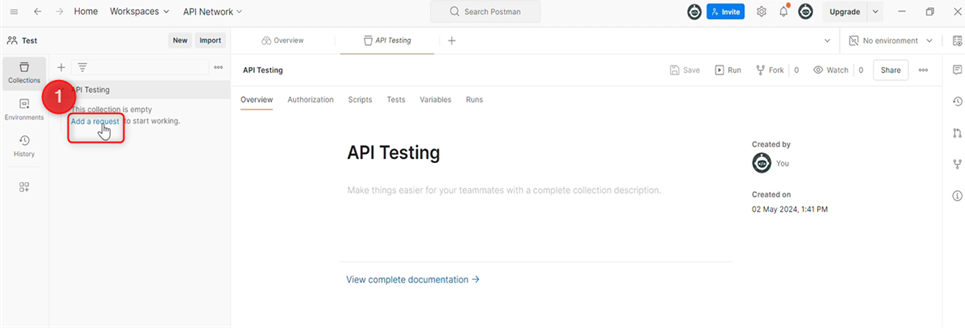 Home Workspaces API Network Search Postman Invite Upgrade
Test New Import Overview API Testing No environment
Collections
Environments
History
API Testing
This collection is empty
Add a request to start working.
1
API Testing Save Run Fork 0 Watch 0 Share
Overview Authorization Scripts Tests Variables Runs
API Testing
Make things easier for your teammates with a complete collection description.
View complete documentation →
Created by
You
Created on
02 May 2024, 1:41 PM